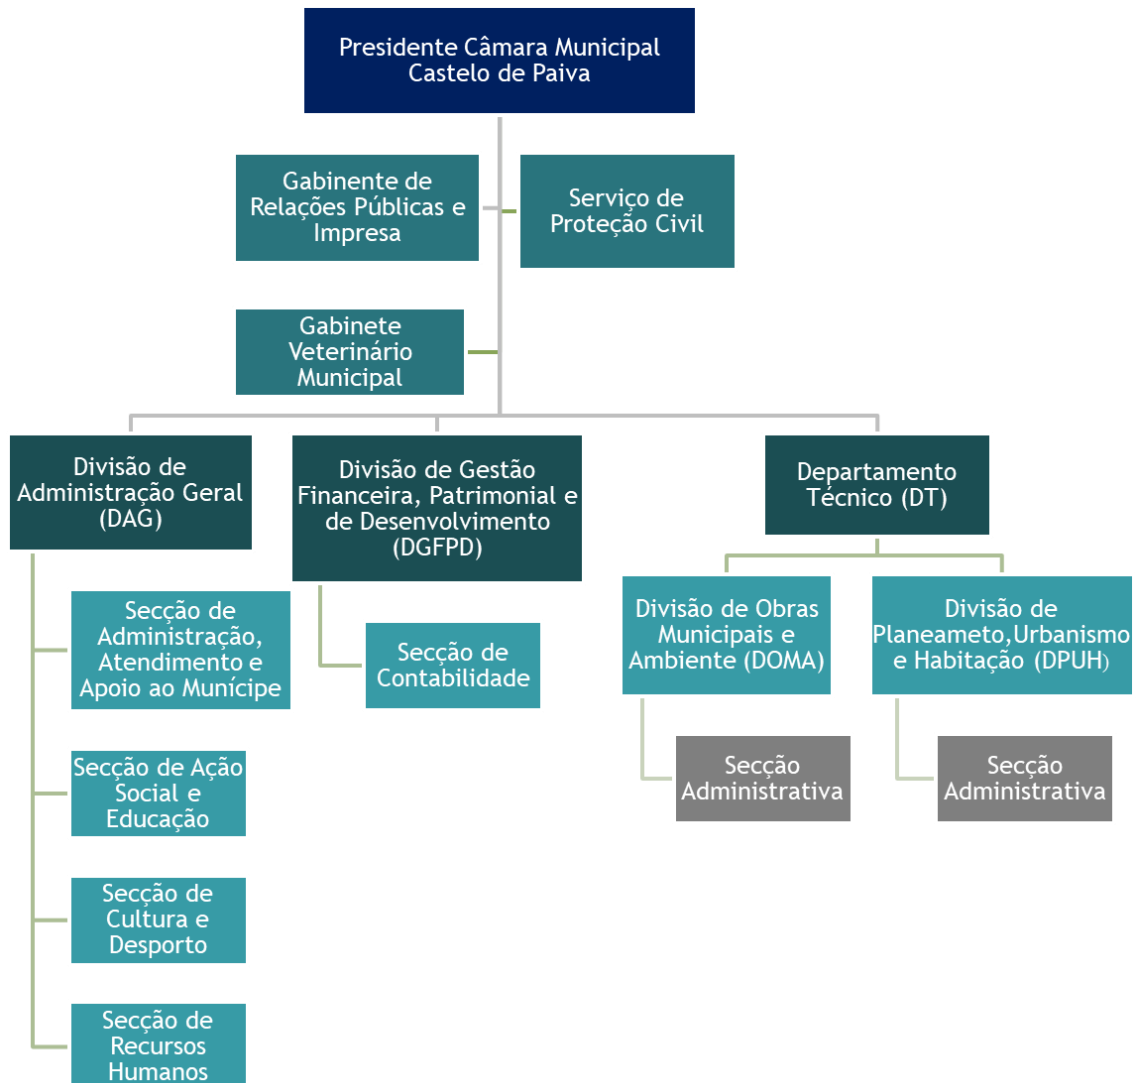 Presidente Câmara Municipal
Castelo de Paiva
Gabinente de
Relações Públicas e
Impresa
Serviço de
Proteção Civil
Gabinete
Veterinário
Municipal
Divisão de
Administração Geral
(DAG)
Divisão de Gestão
Financeira, Patrimonial e
de Desenvolvimento
(DGFPD)
Departamento
Técnico (DT)
Secção de
Administração,
Atendimento e
Apoio ao Munícipe
Secção de Ação
Social e
Educação
Secção de
Cultura e
Desporto
Secção de
Recursos
Humanos
Secção de
Contabilidade
Divisão de Obras
Municipais e
Ambiente (DOMA)
Secção
Administrativa
Divisão de
Planeameto,Urbanismo
e Habitação (DPUH)
Secção
Administrativa